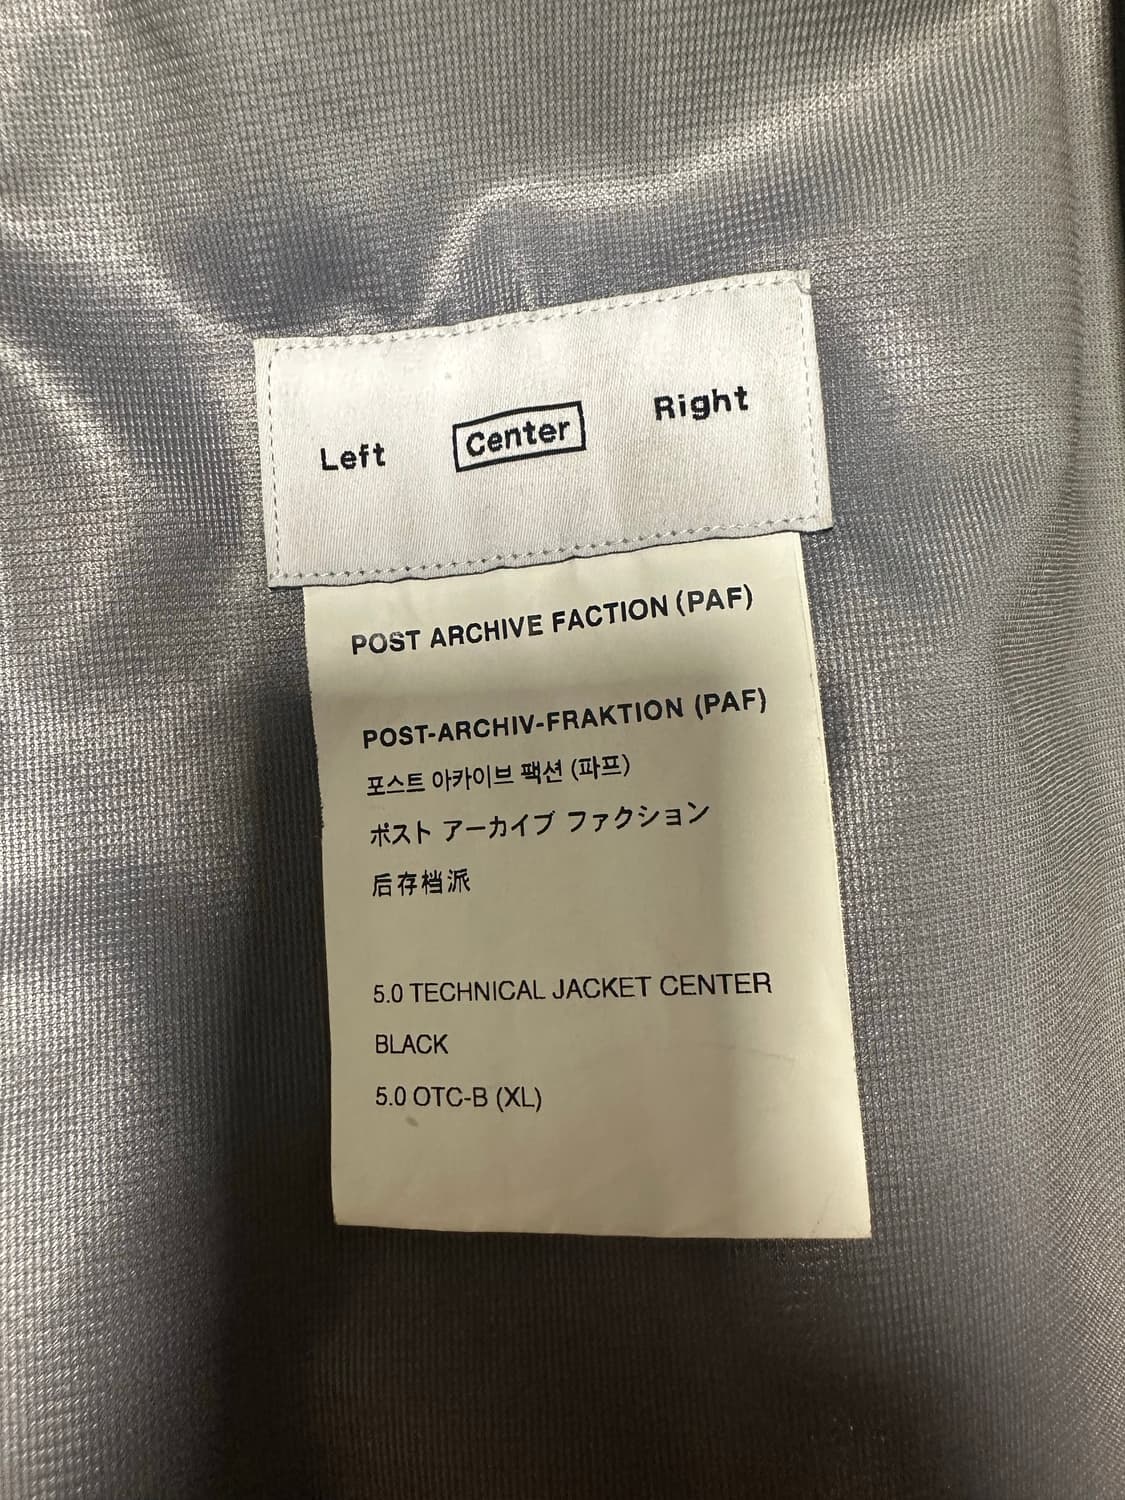 Left Center Right
POST ARCHIVE FACTION (PAF)
POST-ARCHIV-FRAKTION (PAF)
포스트 아카이브 팩션 (파프)
ポスト アーカイブ ファクション
后存档派
5.0 TECHNICAL JACKET CENTER
BLACK
5.0 OTC-B (XL)